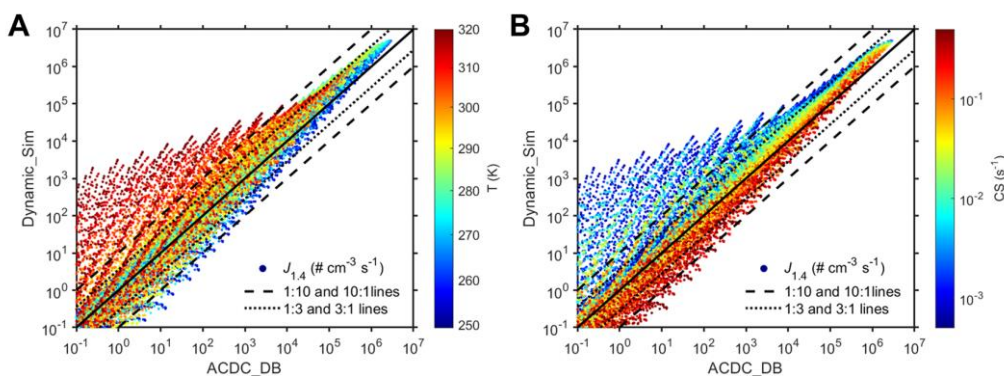 A
10^7
10^6
10^5
10^4
10^3
10^2
10^1
10^0
10^-1
Dynamic_Sim
J_1.4 (# cm^-3 s^-1)
1:10 and 10:1lines
1:3 and 3:1 lines
10^-1 10^0 10^1 10^2 10^3 10^4 10^5 10^6 10^7
ACDC_DB
320
310
300
290
280
270
260
250
T (K)
B
10^7
10^6
10^5
10^4
10^3
10^2
10^1
10^0
10^-1
Dynamic_Sim
J_1.4 (# cm^-3 s^-1)
1:10 and 10:1lines
1:3 and 3:1 lines
10^-1 10^0 10^1 10^2 10^3 10^4 10^5 10^6 10^7
ACDC_DB
10^-1
10^-2
10^-3
CS (s^-1)